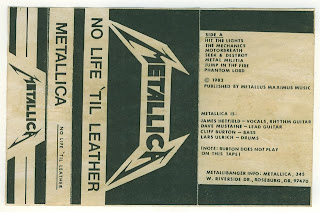 METALLICA
NO LIFE 'TIL LEATHER
METALLICA
NO LIFE 'TIL LEATHER
METALLICA
SIDE A
HIT THE LIGHTS
THE MECHANICS
MOTORBREATH
SEEK & DESTROY
METAL MILITIA
JUMP IN THE FIRE
PHANTOM LORD
© 1982
PUBLISHED BY METALLUS MAXIMUS MUSIC
METALLICA IS:
JAMES HETFIELD - VOCALS, RHYTHM GUITAR
DAVE MUSTAINE - LEAD GUITAR
CLIFF BURTON - BASS
LARS ULRICH - DRUMS
(NOTE: BURTON DOES NOT PLAY
ON THIS TAPE)
METALLIBANGER INFO: METALLICA, 345
W. RIVERSIDE DR., ROSEBURG, OR. 97470